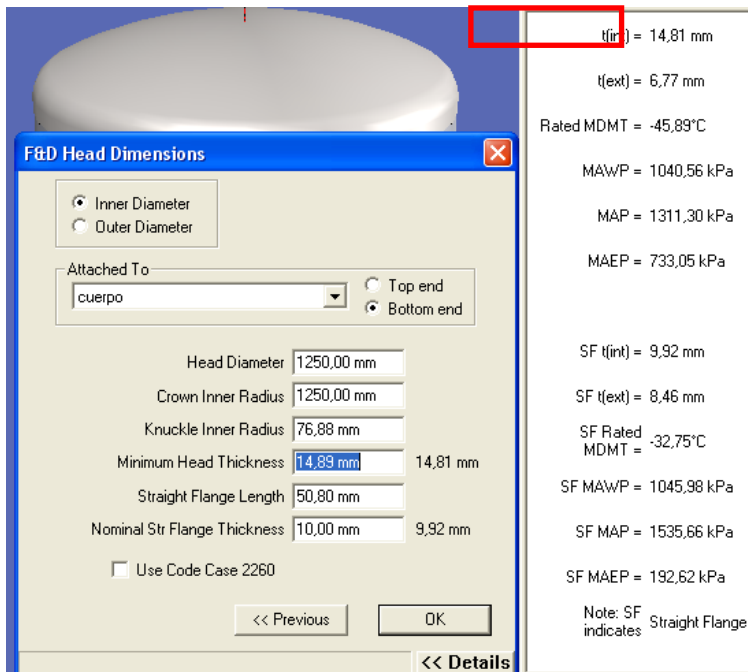 F&D Head Dimensions
Inner Diameter
Outer Diameter
Attached To
cuerpo
Top end
Bottom end
Head Diameter 1250,00 mm
Crown Inner Radius 1250,00 mm
Knuckle Inner Radius 76,88 mm
Minimum Head Thickness 14,89 mm 14,81 mm
Straight Flange Length 50,80 mm
Nominal Str Flange Thickness 10,00 mm 9,92 mm
Use Code Case 2260
<< Previous OK
<< Details
t(int) = 14,81 mm
t(ext) = 6,77 mm
Rated MDMT = -45,89°C
MAWP = 1040,56 kPa
MAP = 1311,30 kPa
MAEP = 733,05 kPa
SF t(int) = 9,92 mm
SF t(ext) = 8,46 mm
SF Rated
MDMT = -32,75°C
SF MAWP = 1045,98 kPa
SF MAP = 1535,66 kPa
SF MAEP = 192,62 kPa
Note: SF
indicates Straight Flange